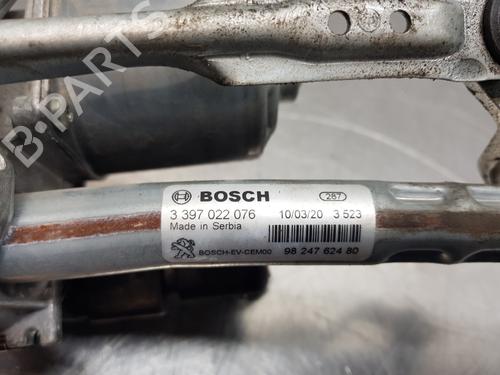 BOSCH
287
3 397 022 076
10/03/20 3 523
Made in Serbia
BOSCH-EV-CEM00
98 247 624 80
B-PARTS